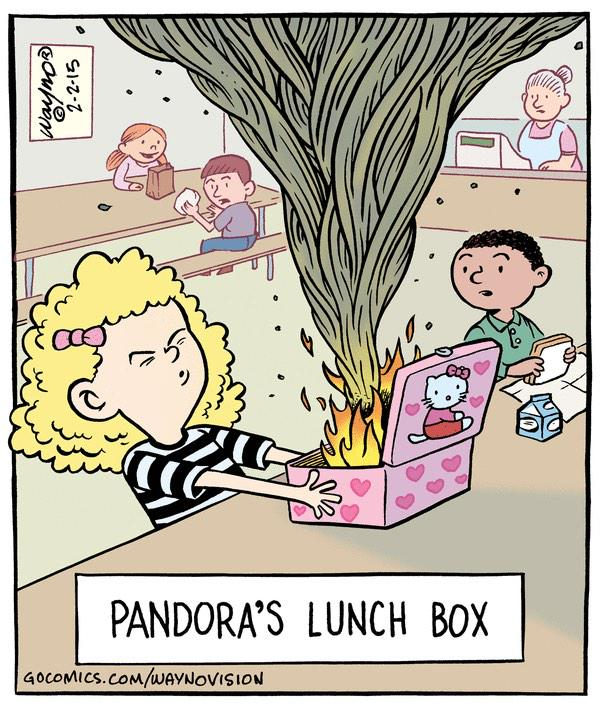 WAYNO®
©
2-2-15
PANDORA'S LUNCH BOX
GOCOMICS.COM/WAYNOVISION